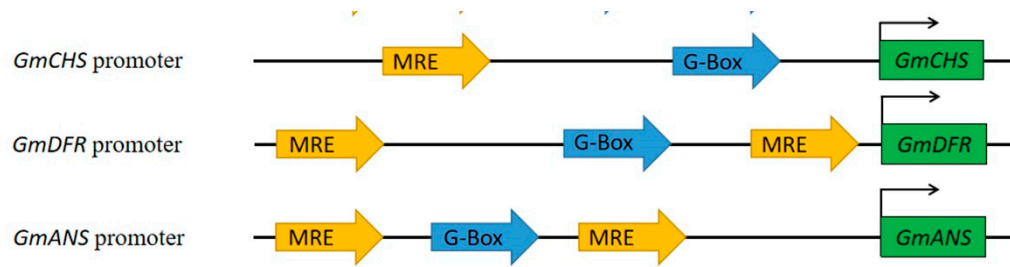 GmCHS promoter MRE G-Box GmCHS
GmDFR promoter MRE G-Box MRE GmDFR
GmANS promoter MRE G-Box MRE GmANS